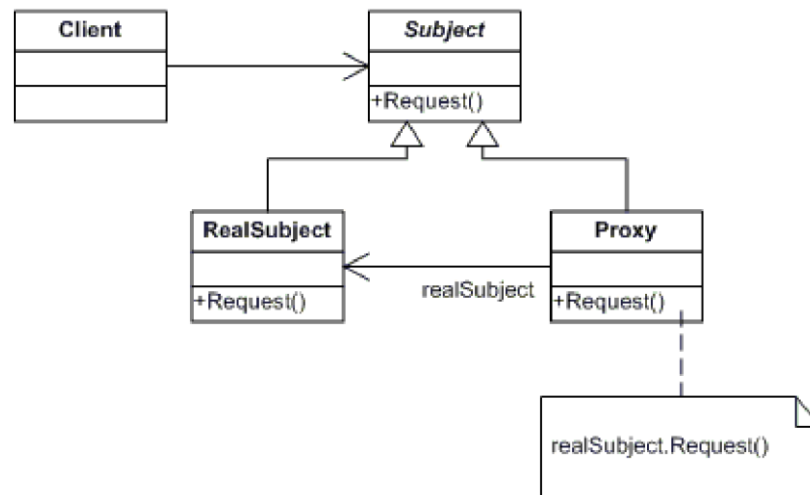 Client
Subject
+Request()
RealSubject
+Request()
realSubject
Proxy
+Request()
realSubject.Request()